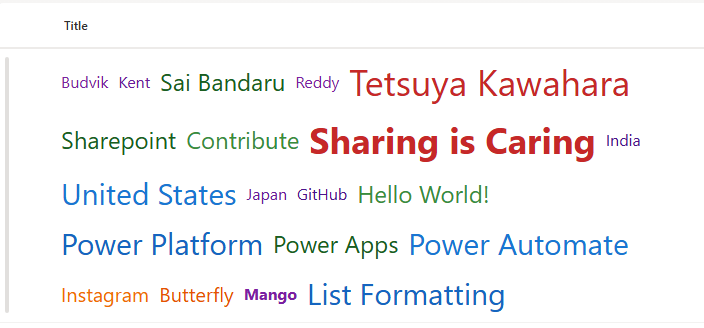 Title
Budvik Kent Sai Bandaru Reddy Tetsuya Kawahara
Sharepoint Contribute Sharing is Caring India
United States Japan GitHub Hello World!
Power Platform Power Apps Power Automate
Instagram Butterfly Mango List Formatting